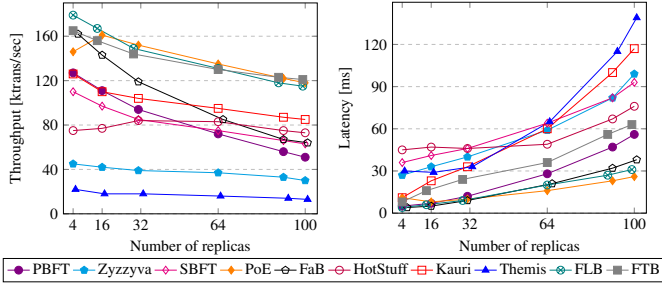 160
120
80
40
0
4 16 32 64 100
Number of replicas
Throughput [ktrans/sec]
120
90
60
30
0
4 16 32 64 100
Number of replicas
Latency [ms]
PBFT Zyzzyva SBFT PoE FaB HotStuff Kauri Themis FLB FTB